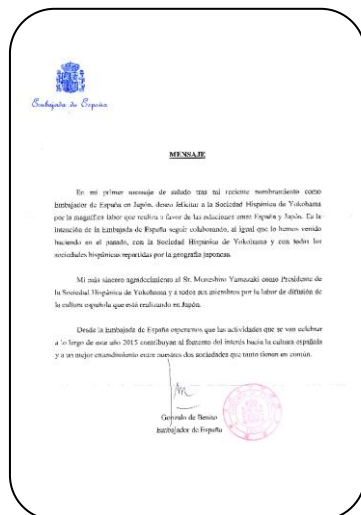 Embajada de España
MENSAJE
En mi primer mensaje de saludo tras mi reciente nombramiento como
Embajador de España en Japón, deseo felicitar a la Sociedad Hispánica de Yokohama
por la magnífica labor que realiza a favor de las relaciones entre España y Japón. Es la
intención de la Embajada de España seguir colaborando, al igual que lo hemos venido
haciendo en el pasado, con la Sociedad Hispánica de Yokohama y con todas las
sociedades hispánicas repartidas por la geografía japonesa.
Mi más sincero agradecimiento al Sr. Yamazaki como Presidente de
la Sociedad Hispánica de Yokohama y a todos sus miembros por la labor de difusión de
la cultura española que está realizando en Japón.
Desde la Embajada de España esperamos que las actividades que se van celebrar
a lo largo de este año 2015 contribuyan al fomento del interés hacia la cultura española
y a un mejor entendimiento entre nuestras dos sociedades que tanto tienen en común.
Gonzalo de Benito
Embajador de España